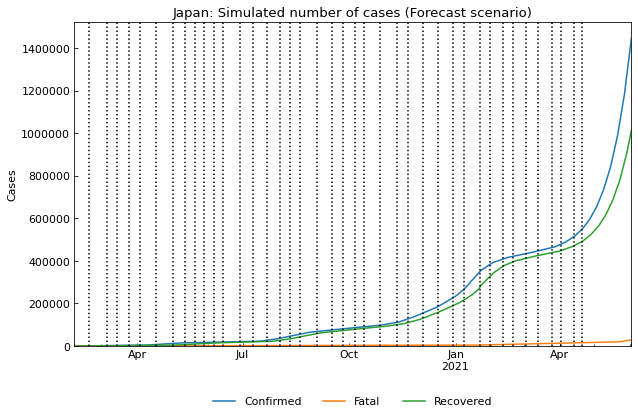 Japan: Simulated number of cases (Forecast scenario)
1400000
1200000
1000000
800000
600000
400000
200000
0
Cases
Apr Jul Oct Jan Apr
2021
Confirmed Fatal Recovered